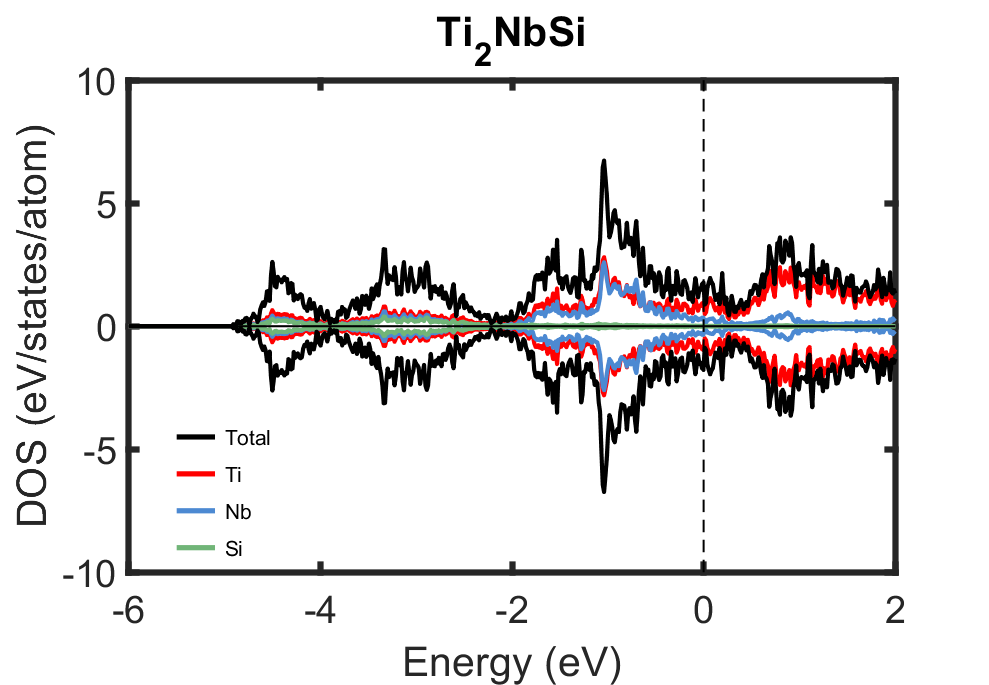 Ti₂NbSi
DOS (eV/states/atom)
10
5
0
-5
-10
Total
Ti
Nb
Si
-6 -4 -2 0 2
Energy (eV)